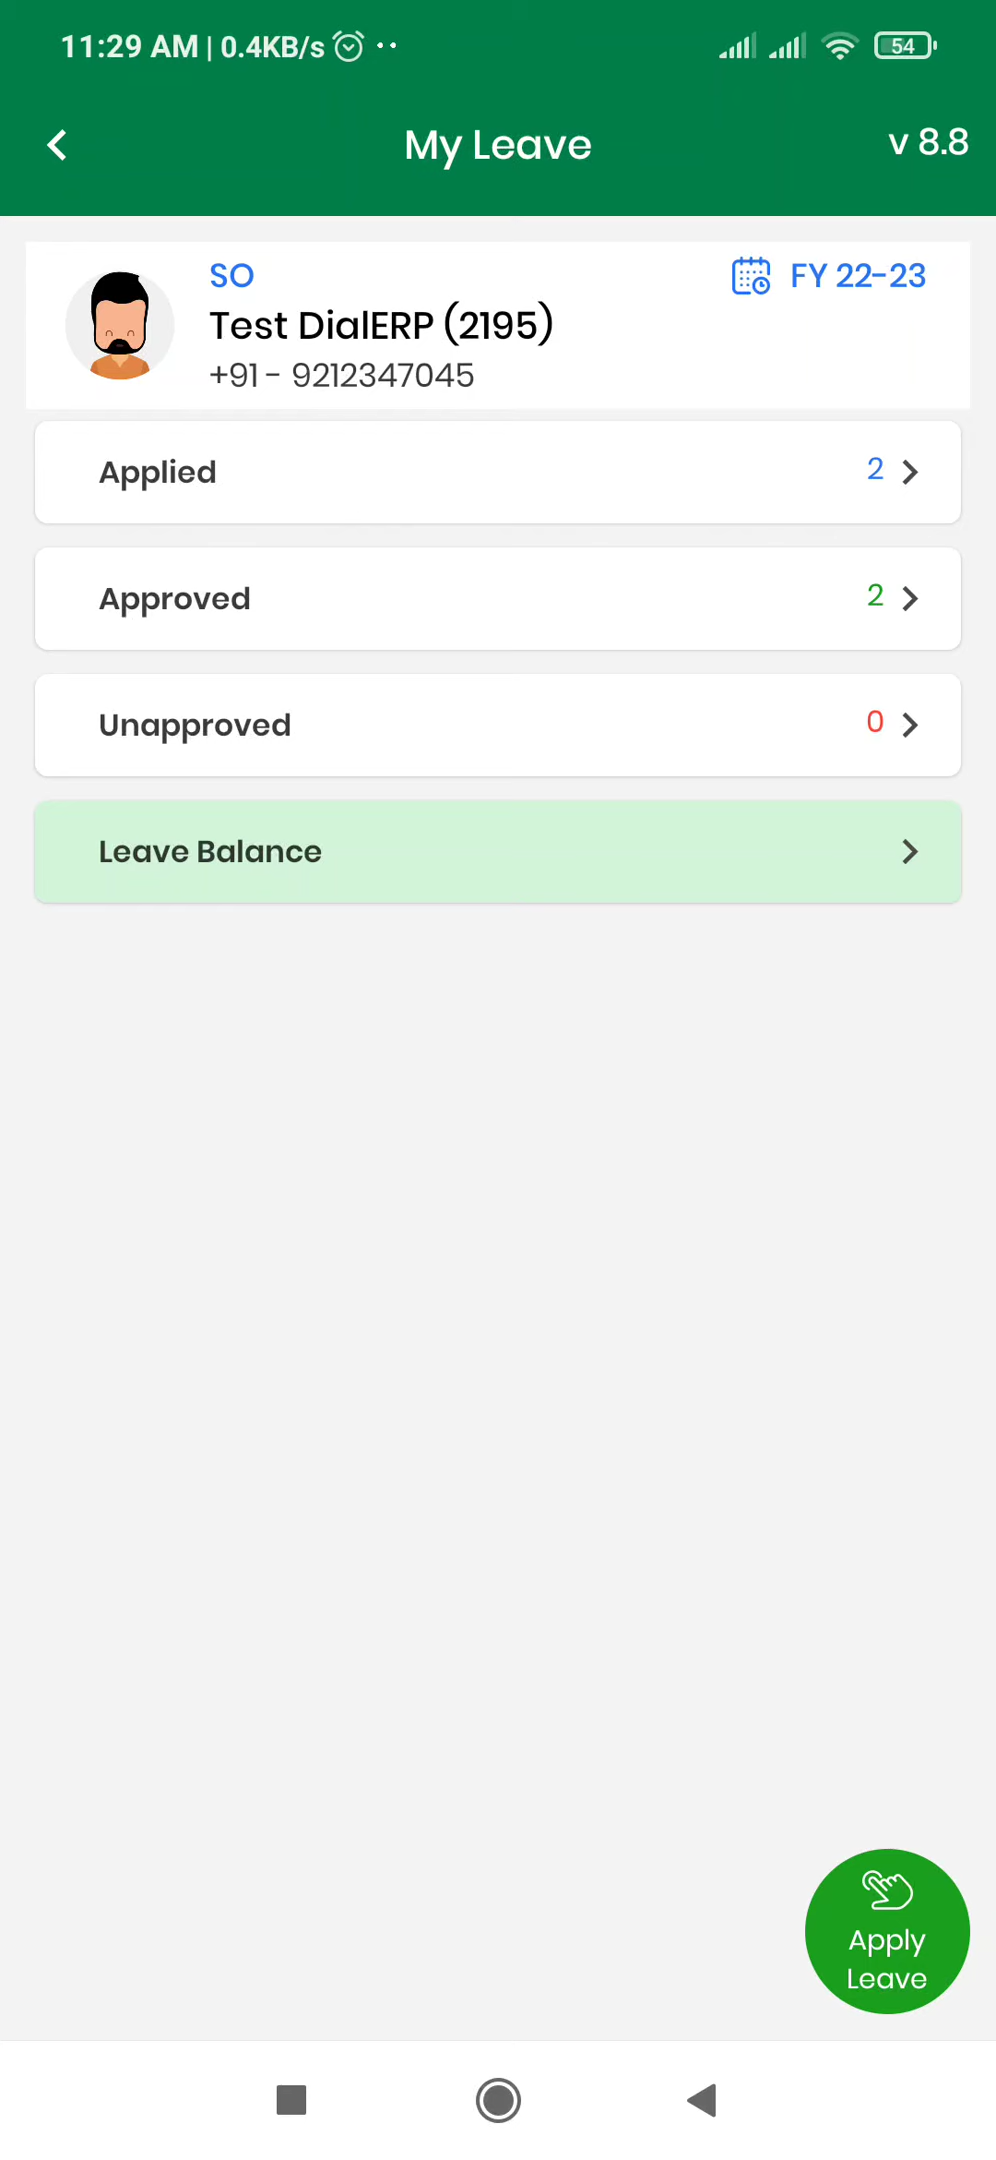 11:29 AM | 0.4KB/s
54
My Leave
v 8.8
SO
FY 22-23
Test DialERP (2195)
+91 - 9212347045
Applied 2
Approved 2
Unapproved 0
Leave Balance
Apply
Leave